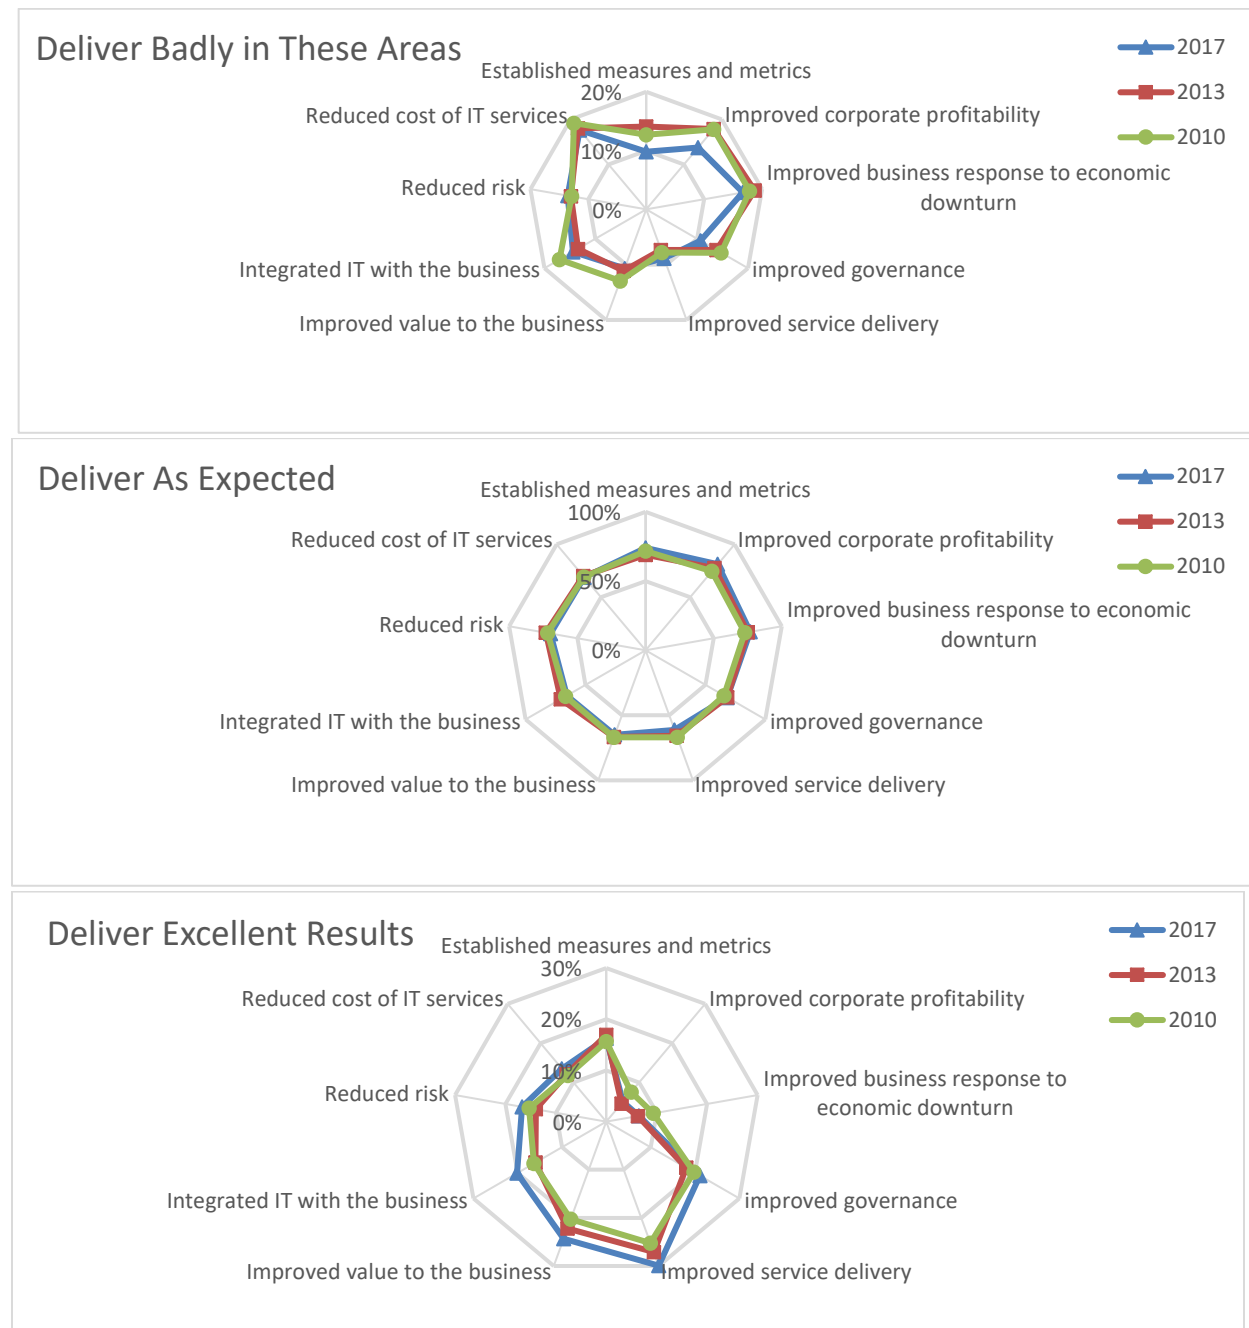 Deliver Badly in These Areas
2017
2013
2010
Established measures and metrics
Improved corporate profitability
Improved business response to economic
downturn
improved governance
Improved service delivery
Improved value to the business
Integrated IT with the business
Reduced risk
Reduced cost of IT services
20%
10%
0%
Deliver As Expected
2017
2013
2010
Established measures and metrics
Improved corporate profitability
Improved business response to economic
downturn
improved governance
Improved service delivery
Improved value to the business
Integrated IT with the business
Reduced risk
Reduced cost of IT services
100%
50%
0%
Deliver Excellent Results
2017
2013
2010
Established measures and metrics
Improved corporate profitability
Improved business response to
economic downturn
improved governance
Improved service delivery
Improved value to the business
Integrated IT with the business
Reduced risk
Reduced cost of IT services
30%
20%
10%
0%